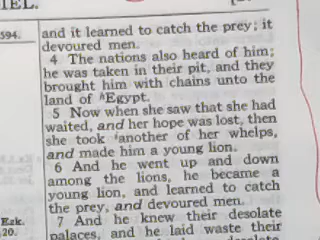 IEL.
594.
and it learned to catch the prey; it
devoured men.
4 The nations also heard of him;
he was taken in their pit, and they
brought him with chains unto the
land of ʰEgypt.
5 Now when she saw that she had
waited, and her hope was lost, then
she took ⁱanother of her whelps,
and made him a young lion.
6 And he went up and down
among the lions, he became a
young lion, and learned to catch
the prey, and devoured men.
Ezk.
20.
7 And he knew their desolate
palaces, and he laid waste their